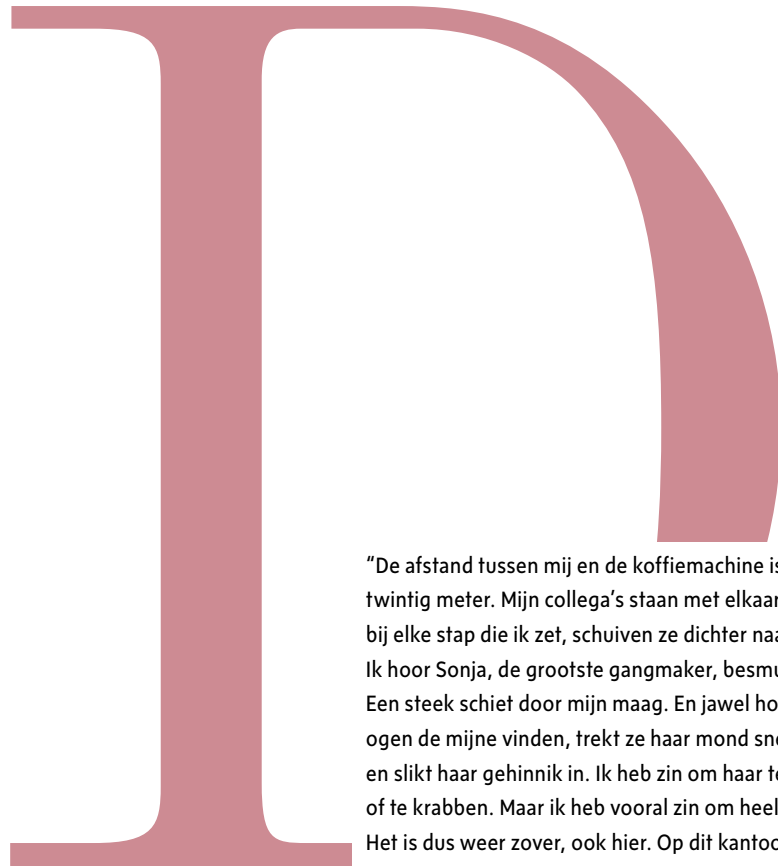 D
“De afstand tussen mij en de koffiemachine is
twintig meter. Mijn collega’s staan met elkaar
bij elke stap die ik zet, schuiven ze dichter
Ik hoor Sonja, de grootste gangmaker,
Een steek schiet door mijn maag. En jawel
ogen de mijne vinden, trekt ze haar mond
en slikt haar gehinnik in. Ik heb zin om haar
of te krabben. Maar ik heb vooral zin om heel
Het is dus weer zover, ook hier. Op dit